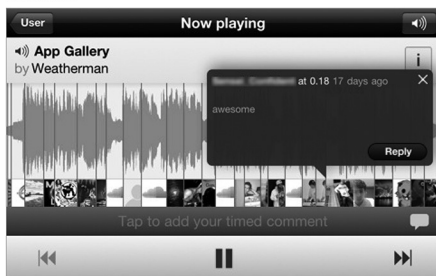 User
Now playing
App Gallery
by Weatherman
i
at 0.18 17 days ago
awesome
Reply
Tap to add your timed comment